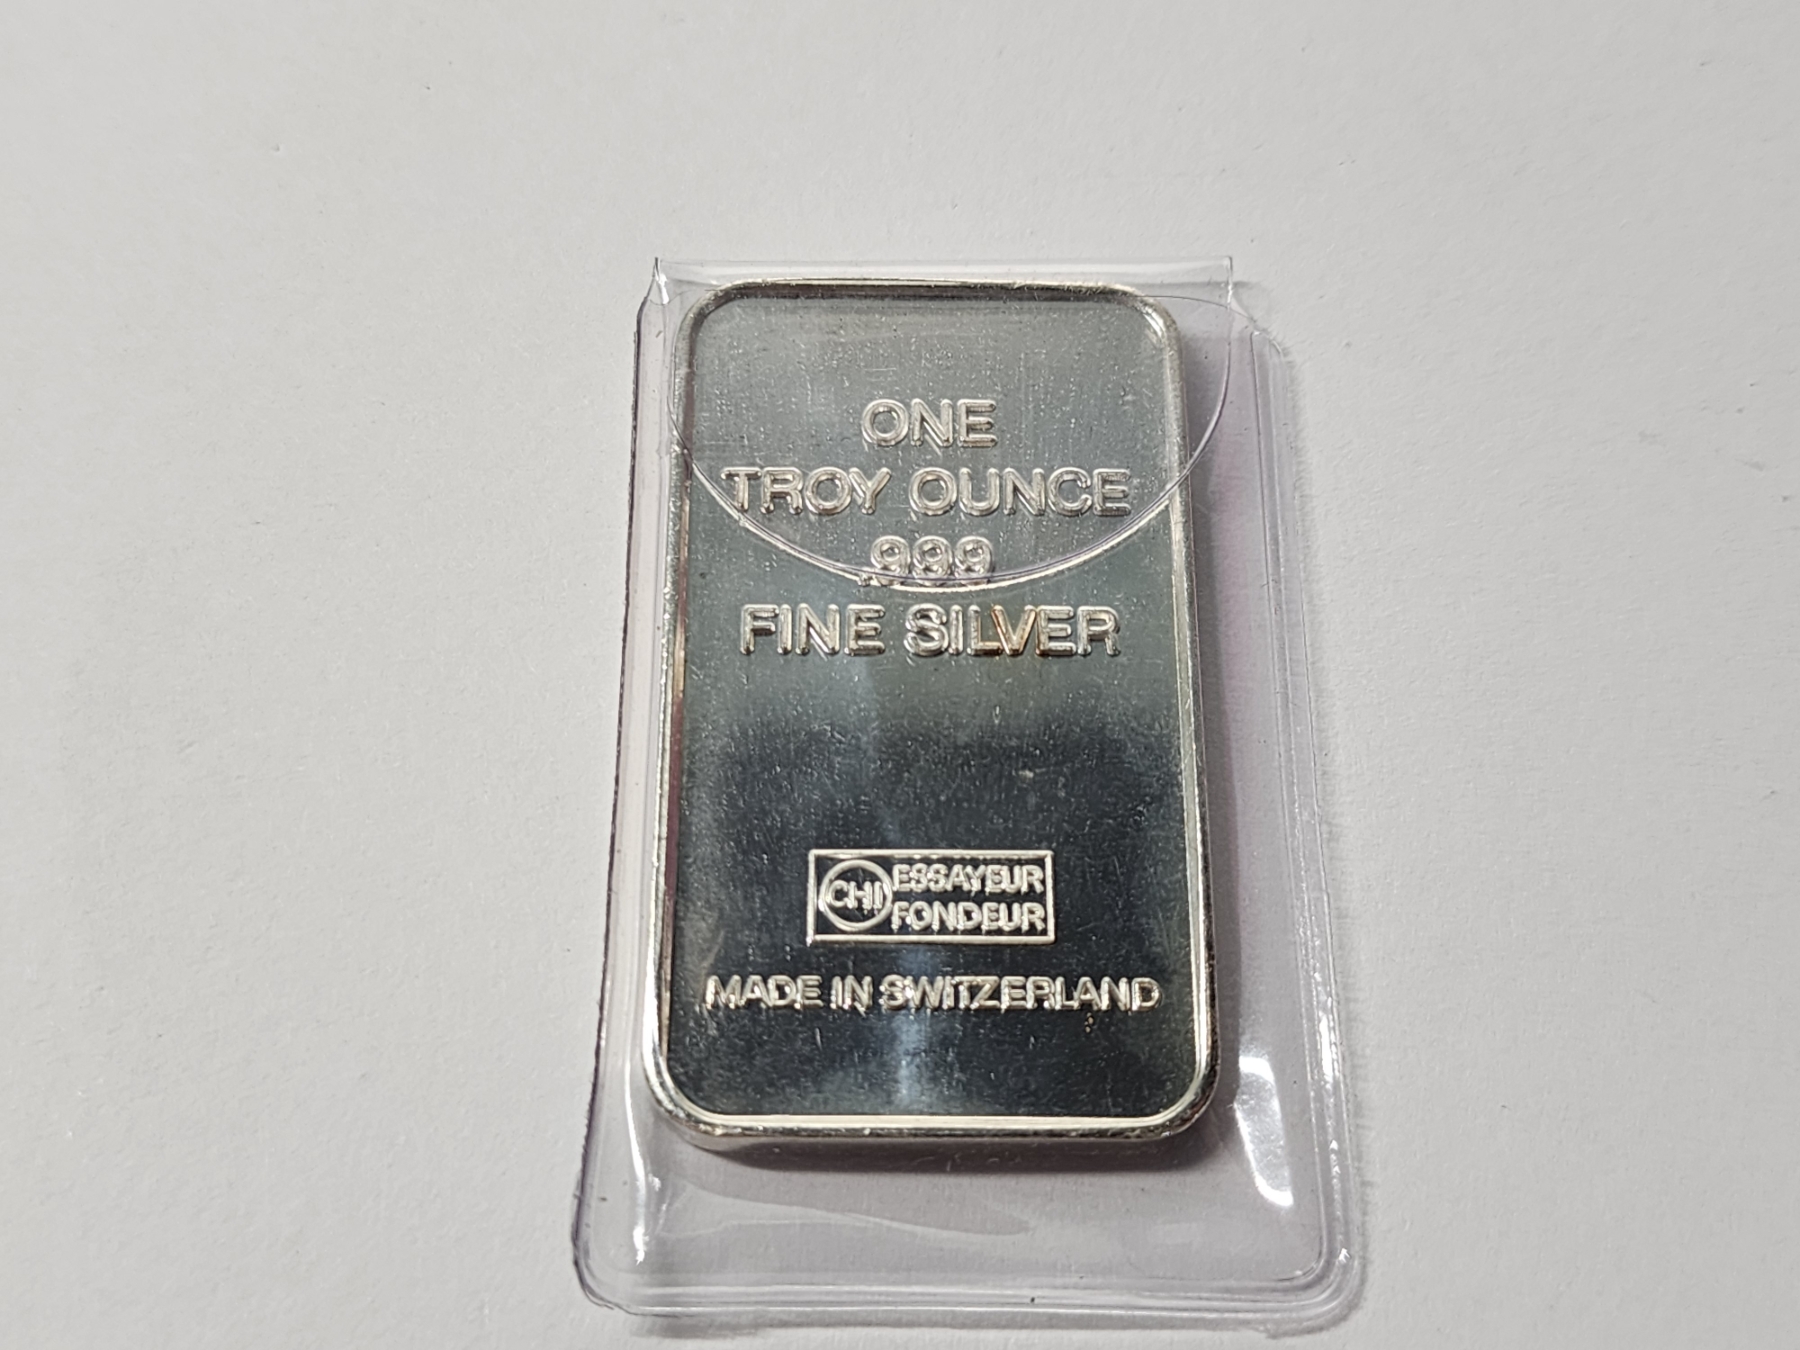 ONE
TROY OUNCE
.999
FINE SILVER
CHI ESSAYEUR
FONDEUR
MADE IN SWITZERLAND